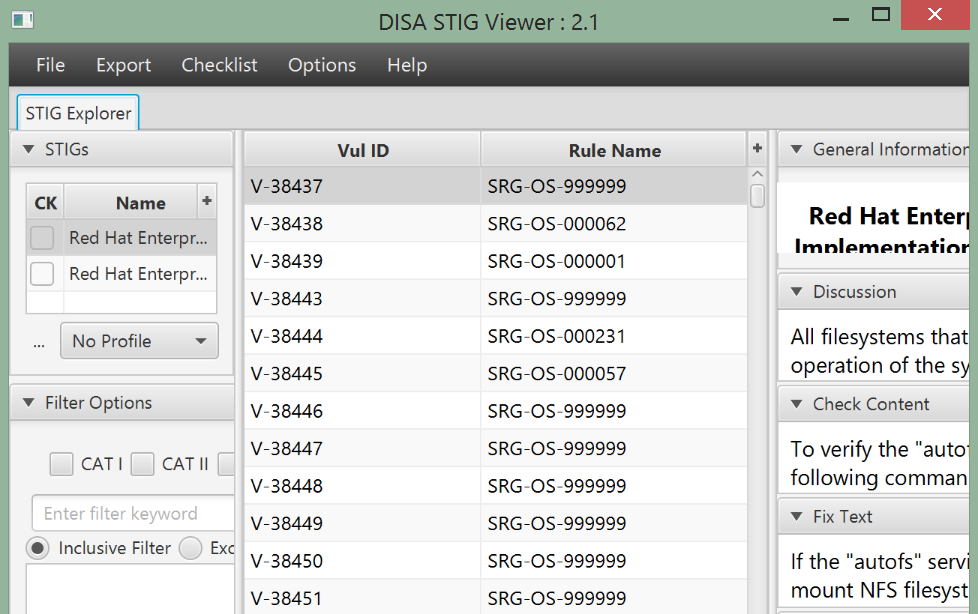 DISA STIG Viewer : 2.1
File Export Checklist Options Help
STIG Explorer
STIGs
CK Name +
Red Hat Enterpr...
Red Hat Enterpr...
... No Profile
Filter Options
CAT I CAT II
Enter filter keyword
Inclusive Filter Exc
Vul ID Rule Name +
V-38437 SRG-OS-999999
V-38438 SRG-OS-000062
V-38439 SRG-OS-000001
V-38443 SRG-OS-999999
V-38444 SRG-OS-000231
V-38445 SRG-OS-000057
V-38446 SRG-OS-999999
V-38447 SRG-OS-999999
V-38448 SRG-OS-999999
V-38449 SRG-OS-999999
V-38450 SRG-OS-999999
V-38451 SRG-OS-999999
General Information
Red Hat Enterp
Implementation
Discussion
All filesystems that
operation of the sy
Check Content
To verify the "autof
following comman
Fix Text
If the "autofs" servi
mount NFS filesyst